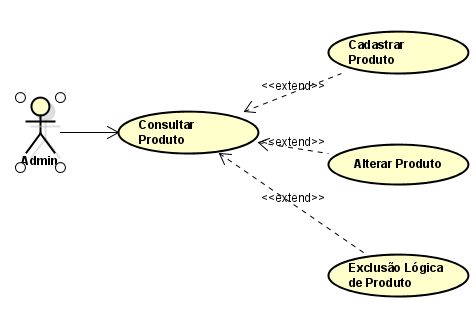 Cadastrar
Produto
<<extend>>
Consultar
Produto
<<extend>>
Alterar Produto
Admin
<<extend>>
Exclusão Lógica
de Produto